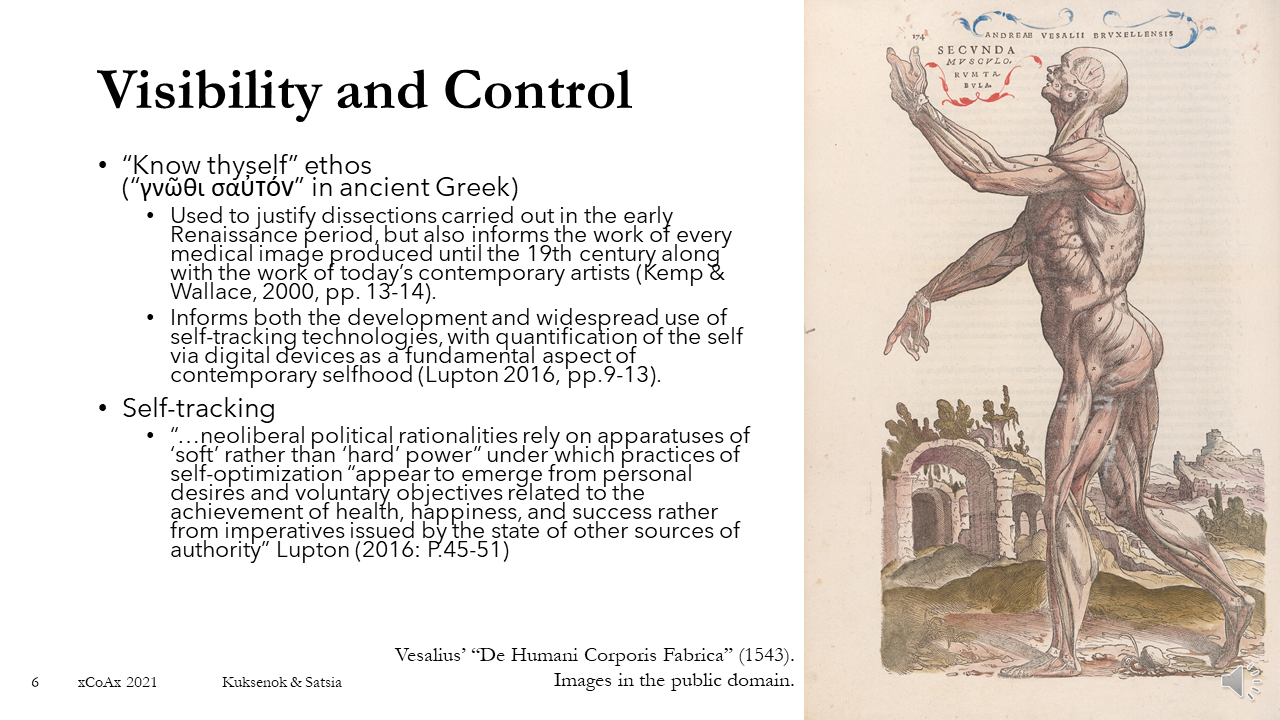 Visibility and Control
• “Know thyself” ethos
(“γνῶθι σαὐτόν” in ancient Greek)
• Used to justify dissections carried out in the early
Renaissance period, but also informs the work of every
medical image produced until the 19th century along
with the work of today’s contemporary artists (Kemp &
Wallace, 2000, pp. 13-14).
• Informs both the development and widespread use of
self-tracking technologies, with quantification of the self
via digital devices as a fundamental aspect of
contemporary selfhood (Lupton 2016, pp.9-13).
• Self-tracking
• “…neoliberal political rationalities rely on apparatuses of
‘soft’ rather than ‘hard’ power” under which practices of
self-optimization “appear to emerge from personal
desires and voluntary objectives related to the
achievement of health, happiness, and success rather
from imperatives issued by the state of other sources of
authority” Lupton (2016: P.45-51)
Vesalius’ “De Humani Corporis Fabrica” (1543).
Images in the public domain.
6 xCoAx 2021 Kuksenok & Satsia
174 ANDREAE VESALII BRVXELLENSIS
SECVNDA
MVSCVLO.
RVM TA.
BVLA.